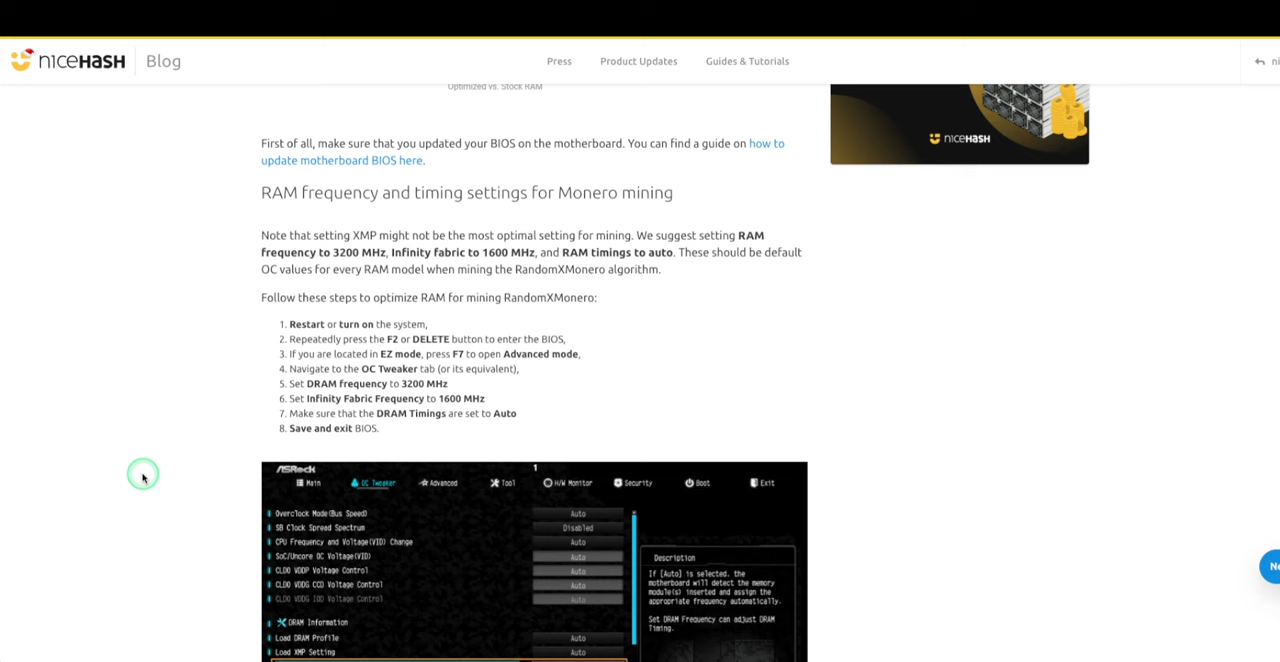 nıceHASH Blog Press Product Updates Guides & Tutorials
Optimized vs. Stock RAM
nıceHASH
First of all, make sure that you updated your BIOS on the motherboard. You can find a guide on how to
update motherboard BIOS here.
RAM frequency and timing settings for Monero mining
Note that setting XMP might not be the most optimal setting for mining. We suggest setting RAM
frequency to 3200 MHz, Infinity fabric to 1600 MHz, and RAM timings to auto. These should be default
OC values for every RAM model when mining the RandomXMonero algorithm.
Follow these steps to optimize RAM for mining RandomXMonero:
1. Restart or turn on the system,
2. Repeatedly press the F2 or DELETE button to enter the BIOS,
3. If you are located in EZ mode, press F7 to open Advanced mode,
4. Navigate to the OC Tweaker tab (or its equivalent),
5. Set DRAM frequency to 3200 MHz
6. Set Infinity Fabric Frequency to 1600 MHz
7. Make sure that the DRAM Timings are set to Auto
8. Save and exit BIOS.
ASRock 1
Main OC Tweaker Advanced Tool H/W Monitor Security Boot Exit
Overclock Mode(Bus Speed) Auto
SB Clock Spread Spectrum Disabled
CPU Frequency and Voltage(VID) Change Auto
SoC/Uncore OC Voltage(VID) Auto
CLDO VDDP Voltage Control Auto
CLDO VDDG CCD Voltage Control Auto
CLDO VDDG IOD Voltage Control Auto
DRAM Information
Load DRAM Profile Auto
Load XMP Setting Auto
Description
If [Auto] is selected, the
motherboard will detect the memory
module(s) inserted and assign the
appropriate frequency automatically.
Set DRAM Frequency can adjust DRAM
Timing.